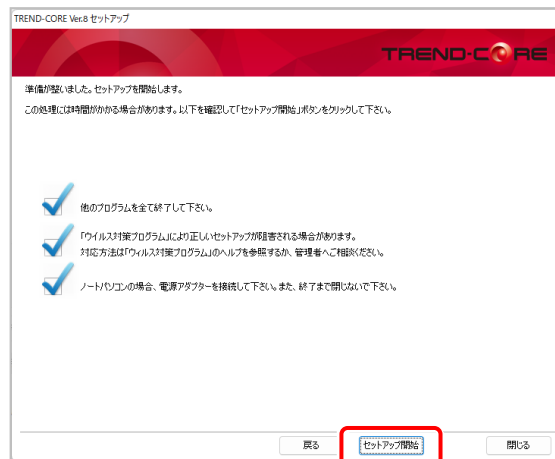 TREND-CORE Ver.8 セットアップ
TREND-CORE
準備が整いました。セットアップを開始します。
この処理には時間がかかる場合があります。以下を確認して「セットアップ開始」ボタンをクリックして下さい。
他のプログラムを全て終了して下さい。
「ウイルス対策プログラム」により正しいセットアップが阻害される場合があります。
対応方法は「ウィルス対策プログラム」のヘルプを参照するか、管理者へご相談ください。
ノートパソコンの場合、電源アダプターを接続して下さい。また、終了まで閉じないで下さい。
戻る
セットアップ開始
閉じる